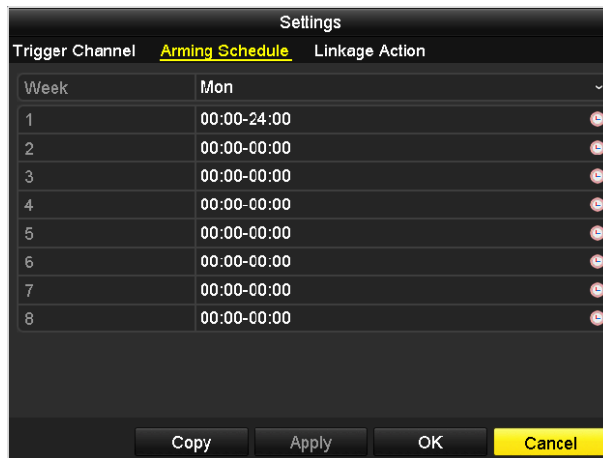 Settings
Trigger Channel Arming Schedule Linkage Action
Week Mon
1 00:00-24:00
2 00:00-00:00
3 00:00-00:00
4 00:00-00:00
5 00:00-00:00
6 00:00-00:00
7 00:00-00:00
8 00:00-00:00
Copy Apply OK Cancel